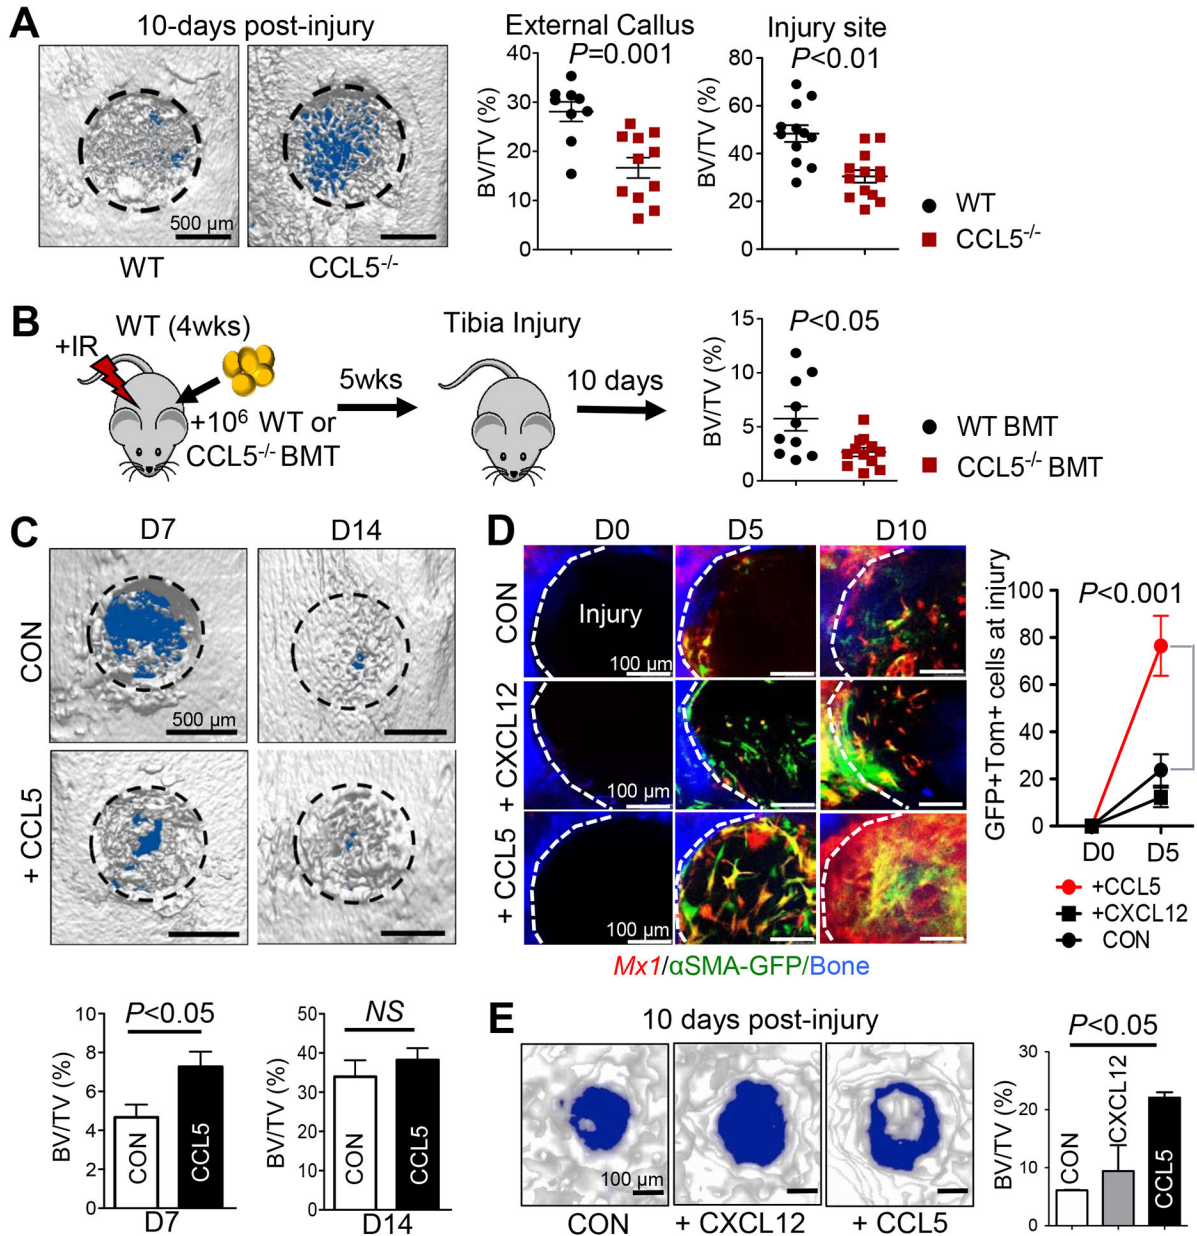 A
10-days post-injury
500 µm
WT
CCL5-/-
External Callus
P=0.001
BV/TV (%)
40
30
20
10
0
Injury site
P<0.01
BV/TV (%)
80
60
40
20
0
WT
CCL5-/-
B
WT (4wks)
+IR
+10⁶ WT or
CCL5-/- BMT
5wks
Tibia Injury
10 days
P<0.05
BV/TV (%)
15
10
5
0
WT BMT
CCL5-/- BMT
C
D7
D14
CON
500 µm
+ CCL5
P<0.05
BV/TV (%)
10
8
6
4
2
0
CON
CCL5
D7
NS
BV/TV (%)
50
40
30
20
10
0
CON
CCL5
D14
D
D0
D5
D10
CON
Injury
100 µm
+ CXCL12
100 µm
+ CCL5
100 µm
Mx1/αSMA-GFP/Bone
GFP+Tom+ cells at injury
P<0.001
100
80
60
40
20
0
D0
D5
+CCL5
+CXCL12
CON
E
10 days post-injury
100 µm
CON
+ CXCL12
+ CCL5
P<0.05
BV/TV (%)
30
20
10
0
CON
CXCL12
CCL5